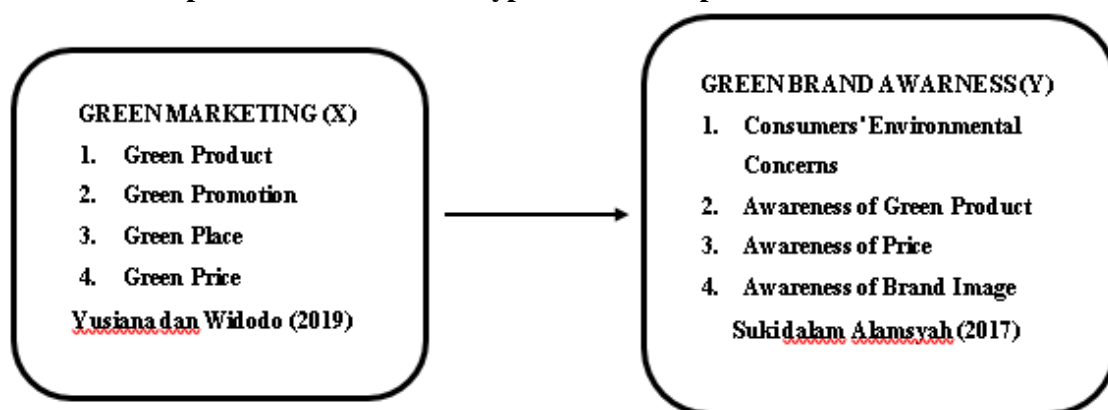 GREEN MARKETING (X)
1. Green Product
2. Green Promotion
3. Green Place
4. Green Price
Yusiana dan Widodo (2019)
GREEN BRAND AWARNESS (Y)
1. Consumers' Environmental
Concerns
2. Awareness of Green Product
3. Awareness of Price
4. Awareness of Brand Image
Suki dalam Alamsyah (2017)